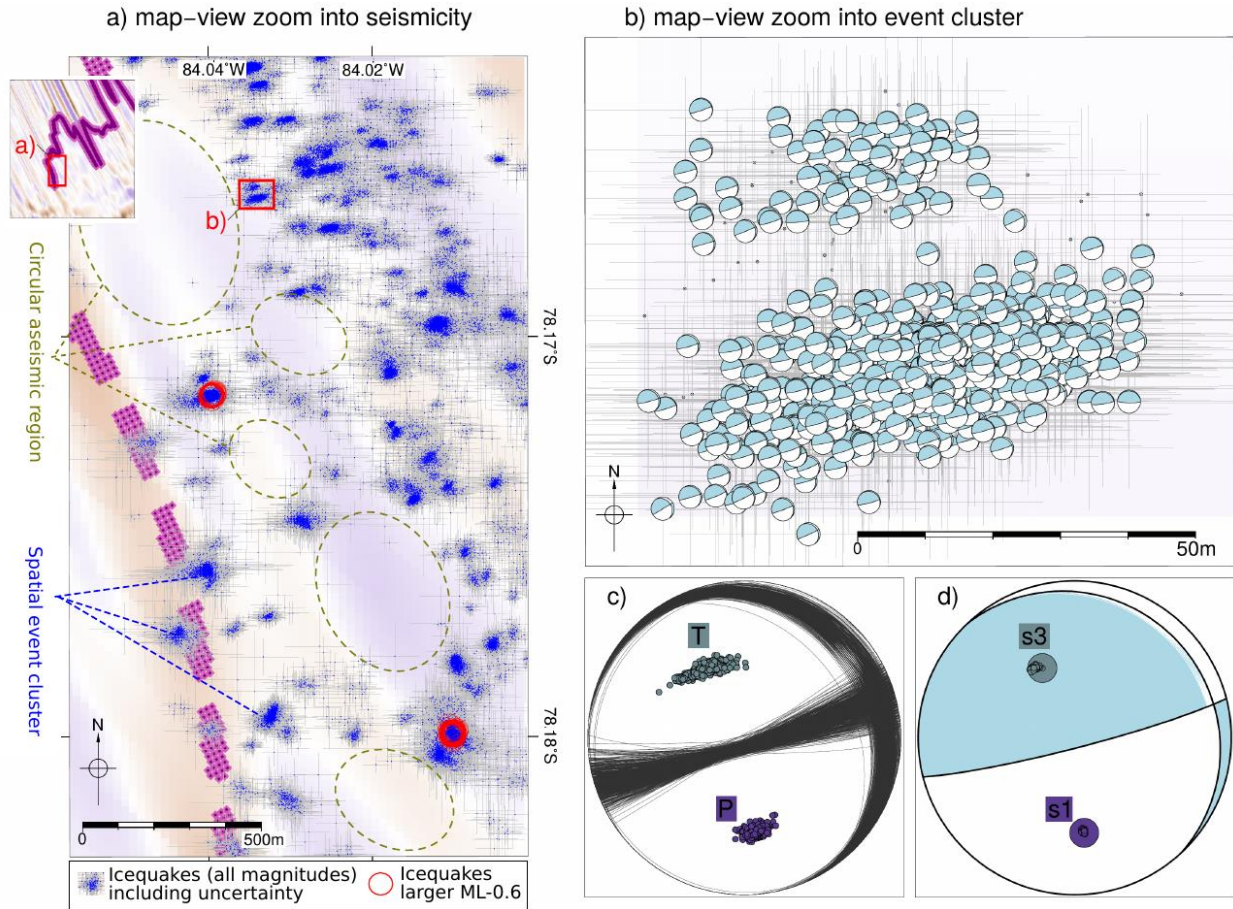 a) map−view zoom into seismicity
84.04°W
84.02°W
a)
b)
Circular aseismic region
Spatial event cluster
78.17°S
78.18°S
N
0
500m
Icequakes (all magnitudes)
including uncertainty
Icequakes
larger ML-0.6
b) map−view zoom into event cluster
N
0
50m
c)
T
P
d)
s3
s1